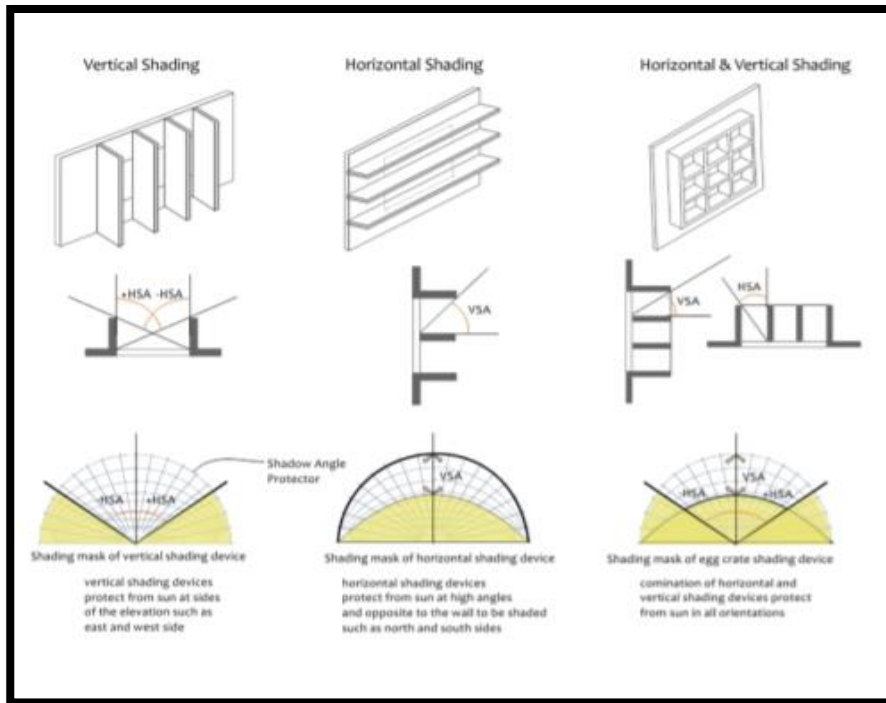 Vertical Shading
Horizontal Shading
Horizontal & Vertical Shading
+HSA -HSA
VSA
VSA
HSA
Shadow Angle
Protector
-HSA +HSA
VSA
VSA
-HSA +HSA
Shading mask of vertical shading device
Shading mask of horizontal shading device
Shading mask of egg crate shading device
vertical shading devices
protect from sun at sides
of the elevation such as
east and west side
horizontal shading devices
protect from sun at high angles
and opposite to the wall to be shaded
such as north and south sides
comination of horizontal and
vertical shading devices protect
from sun in all orientations